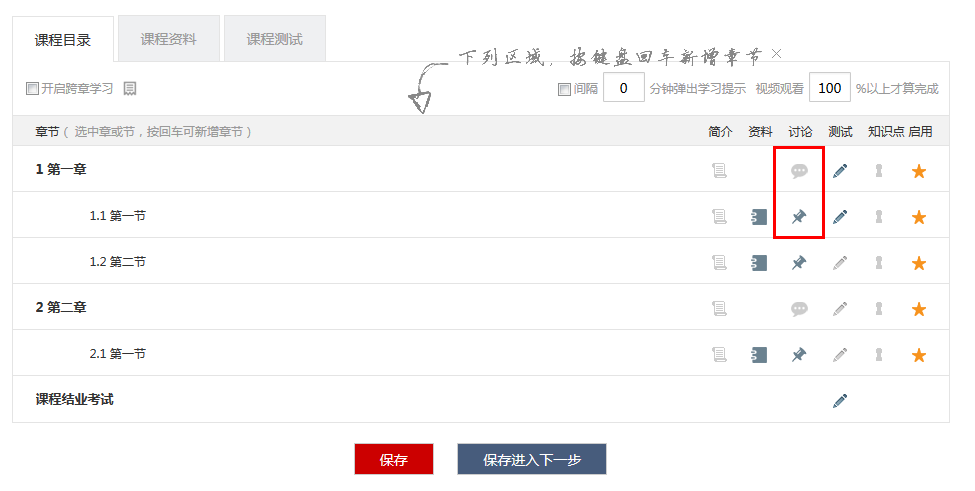 课程目录 课程资料 课程测试
下列区域，按键盘回车新增章节 ×
开启跨章学习 间隔 0 分钟弹出学习提示 视频观看 100 %以上才算完成
章节（ 选中章或节，按回车可新增章节 ） 简介 资料 讨论 测试 知识点 启用
1 第一章
1.1 第一节
1.2 第二节
2 第二章
2.1 第一节
课程结业考试
保存 保存进入下一步